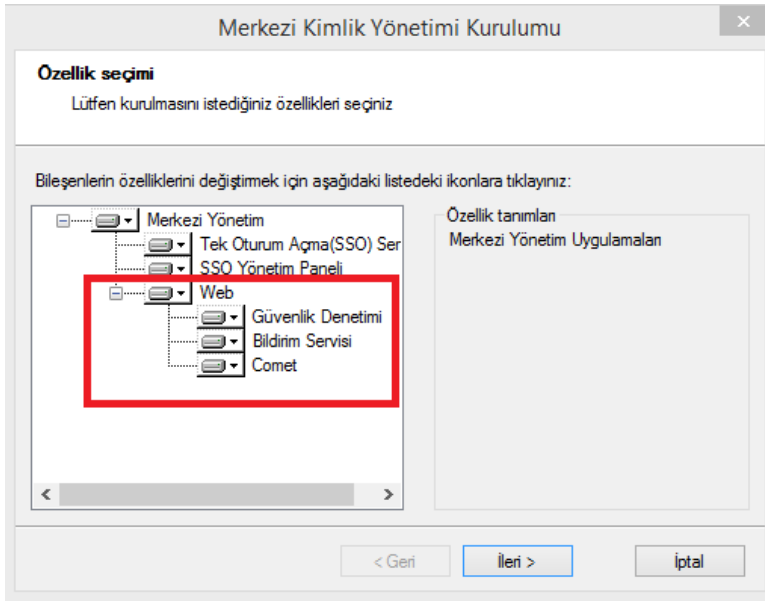 Merkezi Kimlik Yönetimi Kurulumu
Özellik seçimi
Lütfen kurulmasını istediğiniz özellikleri seçiniz
Bileşenlerin özelliklerini değiştirmek için aşağıdaki listedeki ikonlara tıklayınız:
Merkezi Yönetim
Tek Oturum Açma(SSO) Ser
SSO Yönetim Paneli
Web
Güvenlik Denetimi
Bildirim Servisi
Comet
Özellik tanımları
Merkezi Yönetim Uygulamaları
< Geri
İleri >
İptal